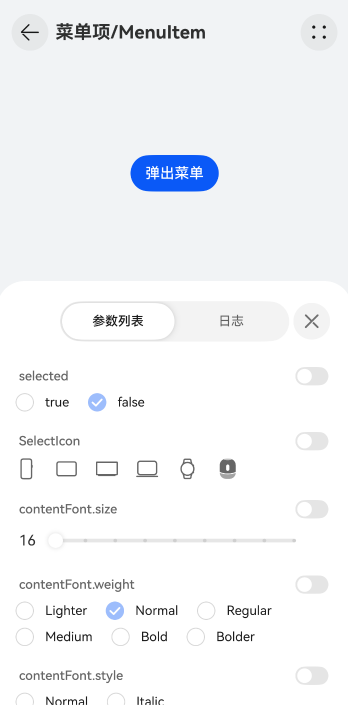 菜单项/MenuItem
弹出菜单
参数列表 日志
selected
true false
SelectIcon
contentFont.size
16
contentFont.weight
Lighter Normal Regular
Medium Bold Bolder
contentFont.style
Normal Italic